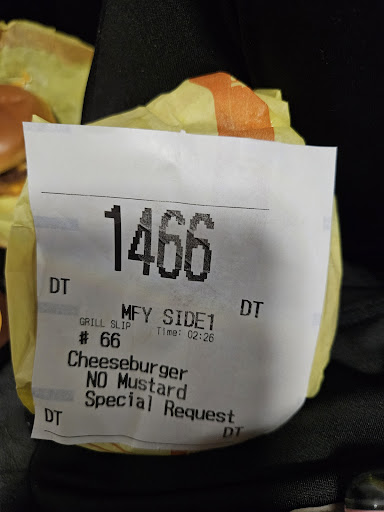 1466
DT DT
MFY SIDE1
GRILL SLIP Time: 02:26
# 66
Cheeseburger
NO Mustard
Special Request
DT DT